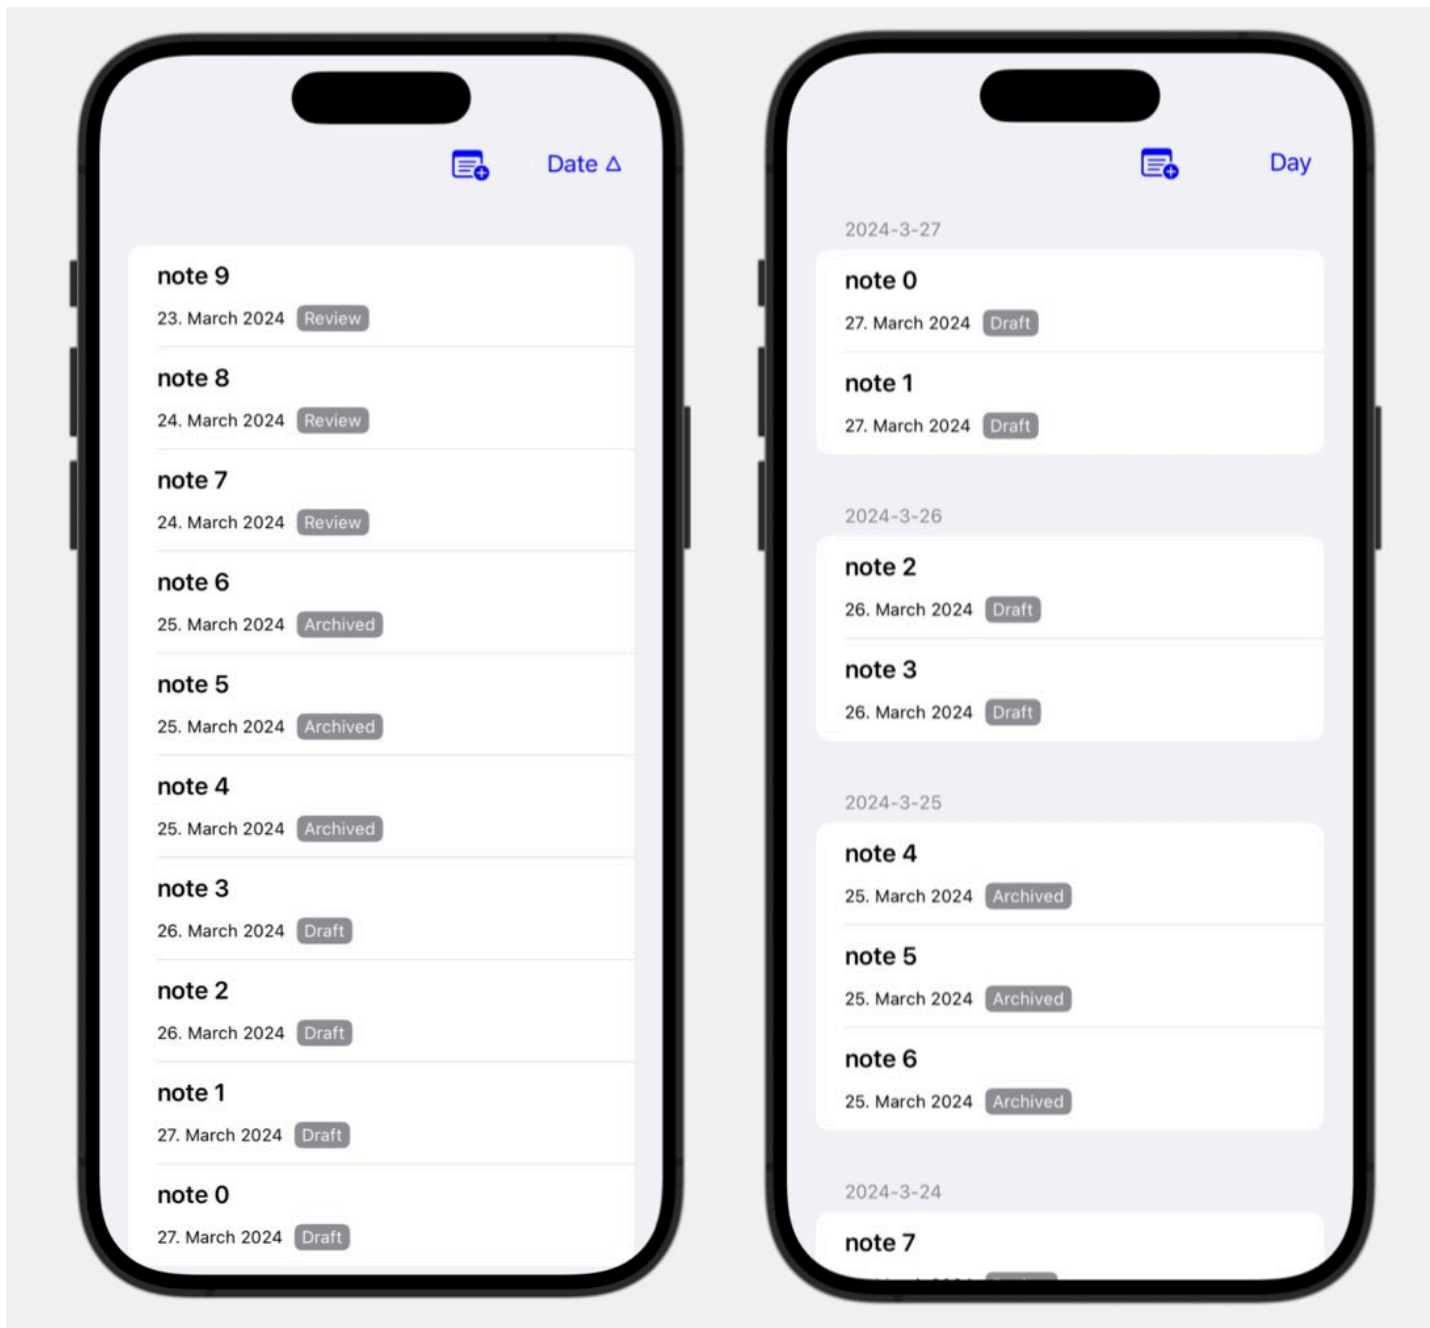 Date △
note 9
23. March 2024 Review
note 8
24. March 2024 Review
note 7
24. March 2024 Review
note 6
25. March 2024 Archived
note 5
25. March 2024 Archived
note 4
25. March 2024 Archived
note 3
26. March 2024 Draft
note 2
26. March 2024 Draft
note 1
27. March 2024 Draft
note 0
27. March 2024 Draft
Day
2024-3-27
note 0
27. March 2024 Draft
note 1
27. March 2024 Draft
2024-3-26
note 2
26. March 2024 Draft
note 3
26. March 2024 Draft
2024-3-25
note 4
25. March 2024 Archived
note 5
25. March 2024 Archived
note 6
25. March 2024 Archived
2024-3-24
note 7